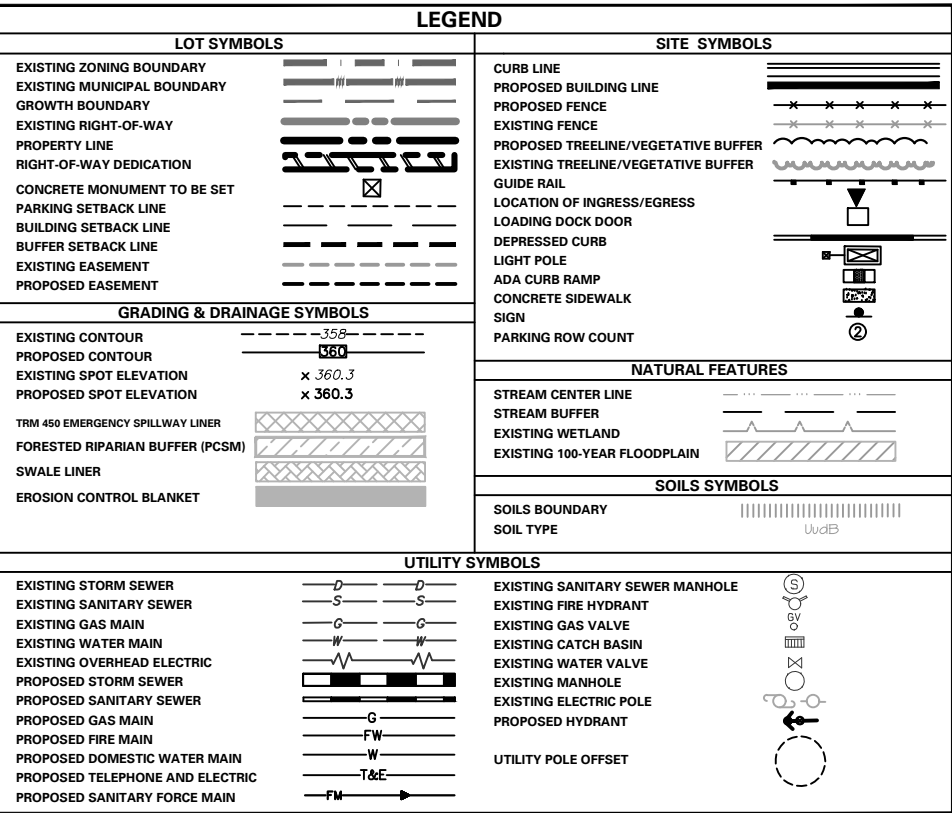 LEGEND
LOT SYMBOLS
EXISTING ZONING BOUNDARY
EXISTING MUNICIPAL BOUNDARY
GROWTH BOUNDARY
EXISTING RIGHT-OF-WAY
PROPERTY LINE
RIGHT-OF-WAY DEDICATION
CONCRETE MONUMENT TO BE SET
PARKING SETBACK LINE
BUILDING SETBACK LINE
BUFFER SETBACK LINE
EXISTING EASEMENT
PROPOSED EASEMENT
GRADING & DRAINAGE SYMBOLS
EXISTING CONTOUR 358
PROPOSED CONTOUR 360
EXISTING SPOT ELEVATION x 360.3
PROPOSED SPOT ELEVATION x 360.3
TRM 450 EMERGENCY SPILLWAY LINER
FORESTED RIPARIAN BUFFER (PCSM)
SWALE LINER
EROSION CONTROL BLANKET
SITE SYMBOLS
CURB LINE
PROPOSED BUILDING LINE
PROPOSED FENCE
EXISTING FENCE
PROPOSED TREELINE/VEGETATIVE BUFFER
EXISTING TREELINE/VEGETATIVE BUFFER
GUIDE RAIL
LOCATION OF INGRESS/EGRESS
LOADING DOCK DOOR
DEPRESSED CURB
LIGHT POLE
ADA CURB RAMP
CONCRETE SIDEWALK
SIGN
PARKING ROW COUNT 2
NATURAL FEATURES
STREAM CENTER LINE
STREAM BUFFER
EXISTING WETLAND
EXISTING 100-YEAR FLOODPLAIN
SOILS SYMBOLS
SOILS BOUNDARY
SOIL TYPE UudB
UTILITY SYMBOLS
EXISTING STORM SEWER D D
EXISTING SANITARY SEWER S S
EXISTING GAS MAIN G G
EXISTING WATER MAIN W W
EXISTING OVERHEAD ELECTRIC
PROPOSED STORM SEWER
PROPOSED SANITARY SEWER
PROPOSED GAS MAIN G
PROPOSED FIRE MAIN FW
PROPOSED DOMESTIC WATER MAIN W
PROPOSED TELEPHONE AND ELECTRIC T&E
PROPOSED SANITARY FORCE MAIN FM
EXISTING SANITARY SEWER MANHOLE S
EXISTING FIRE HYDRANT
EXISTING GAS VALVE GV
EXISTING CATCH BASIN
EXISTING WATER VALVE
EXISTING MANHOLE
EXISTING ELECTRIC POLE
PROPOSED HYDRANT
UTILITY POLE OFFSET